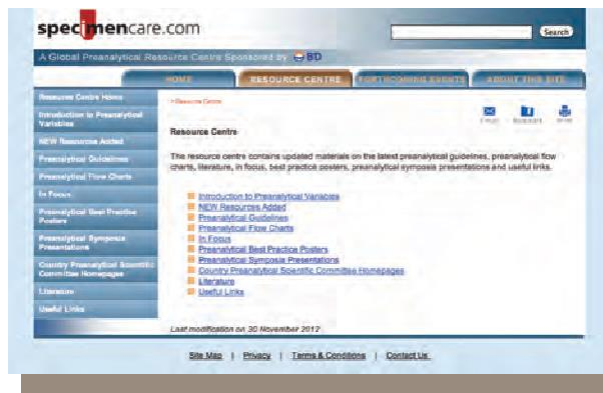 specimencare.com
Search
A Global Preanalytical Resource Centre Sponsored by BD
HOME
RESOURCE CENTRE
FORTHCOMING EVENTS
ABOUT THIS SITE
Resource Centre Home
Introduction to Preanalytical
Variables
NEW Resources Added
Preanalytical Guidelines
Preanalytical Flow Charts
In Focus
Preanalytical Best Practice
Posters
Preanalytical Symposia
Presentations
Country Preanalytical Scientific
Committee Homepages
Literature
Useful Links
>Resource Centre
Print
Resource Centre
The resource centre contains updated materials on the latest preanalytical guidelines, preanalytical flow
charts, literature, in focus, best practice posters, preanalytical symposia presentations and useful links.
Introduction to Preanalytical Variables
NEW Resources Added
Preanalytical Guidelines
Preanalytical Flow Charts
In Focus
Preanalytical Best Practice Posters
Preanalytical Symposia Presentations
Country Preanalytical Scientific Committee Homepages
Literature
Useful Links
Last modification on 30 November 2012
Site Map | Privacy | Terms & Conditions | Contact Us